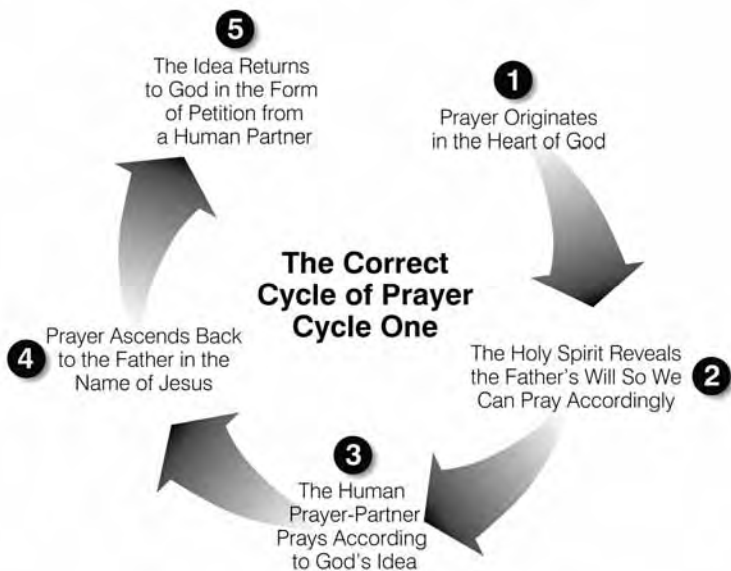 5
The Idea Returns
to God in the Form
of Petition from
a Human Partner
1
Prayer Originates
in the Heart of God
The Correct
Cycle of Prayer
Cycle One
4
Prayer Ascends Back
to the Father in the
Name of Jesus
The Holy Spirit Reveals
the Father's Will So We
Can Pray Accordingly
2
3
The Human
Prayer-Partner
Prays According
to God's Idea